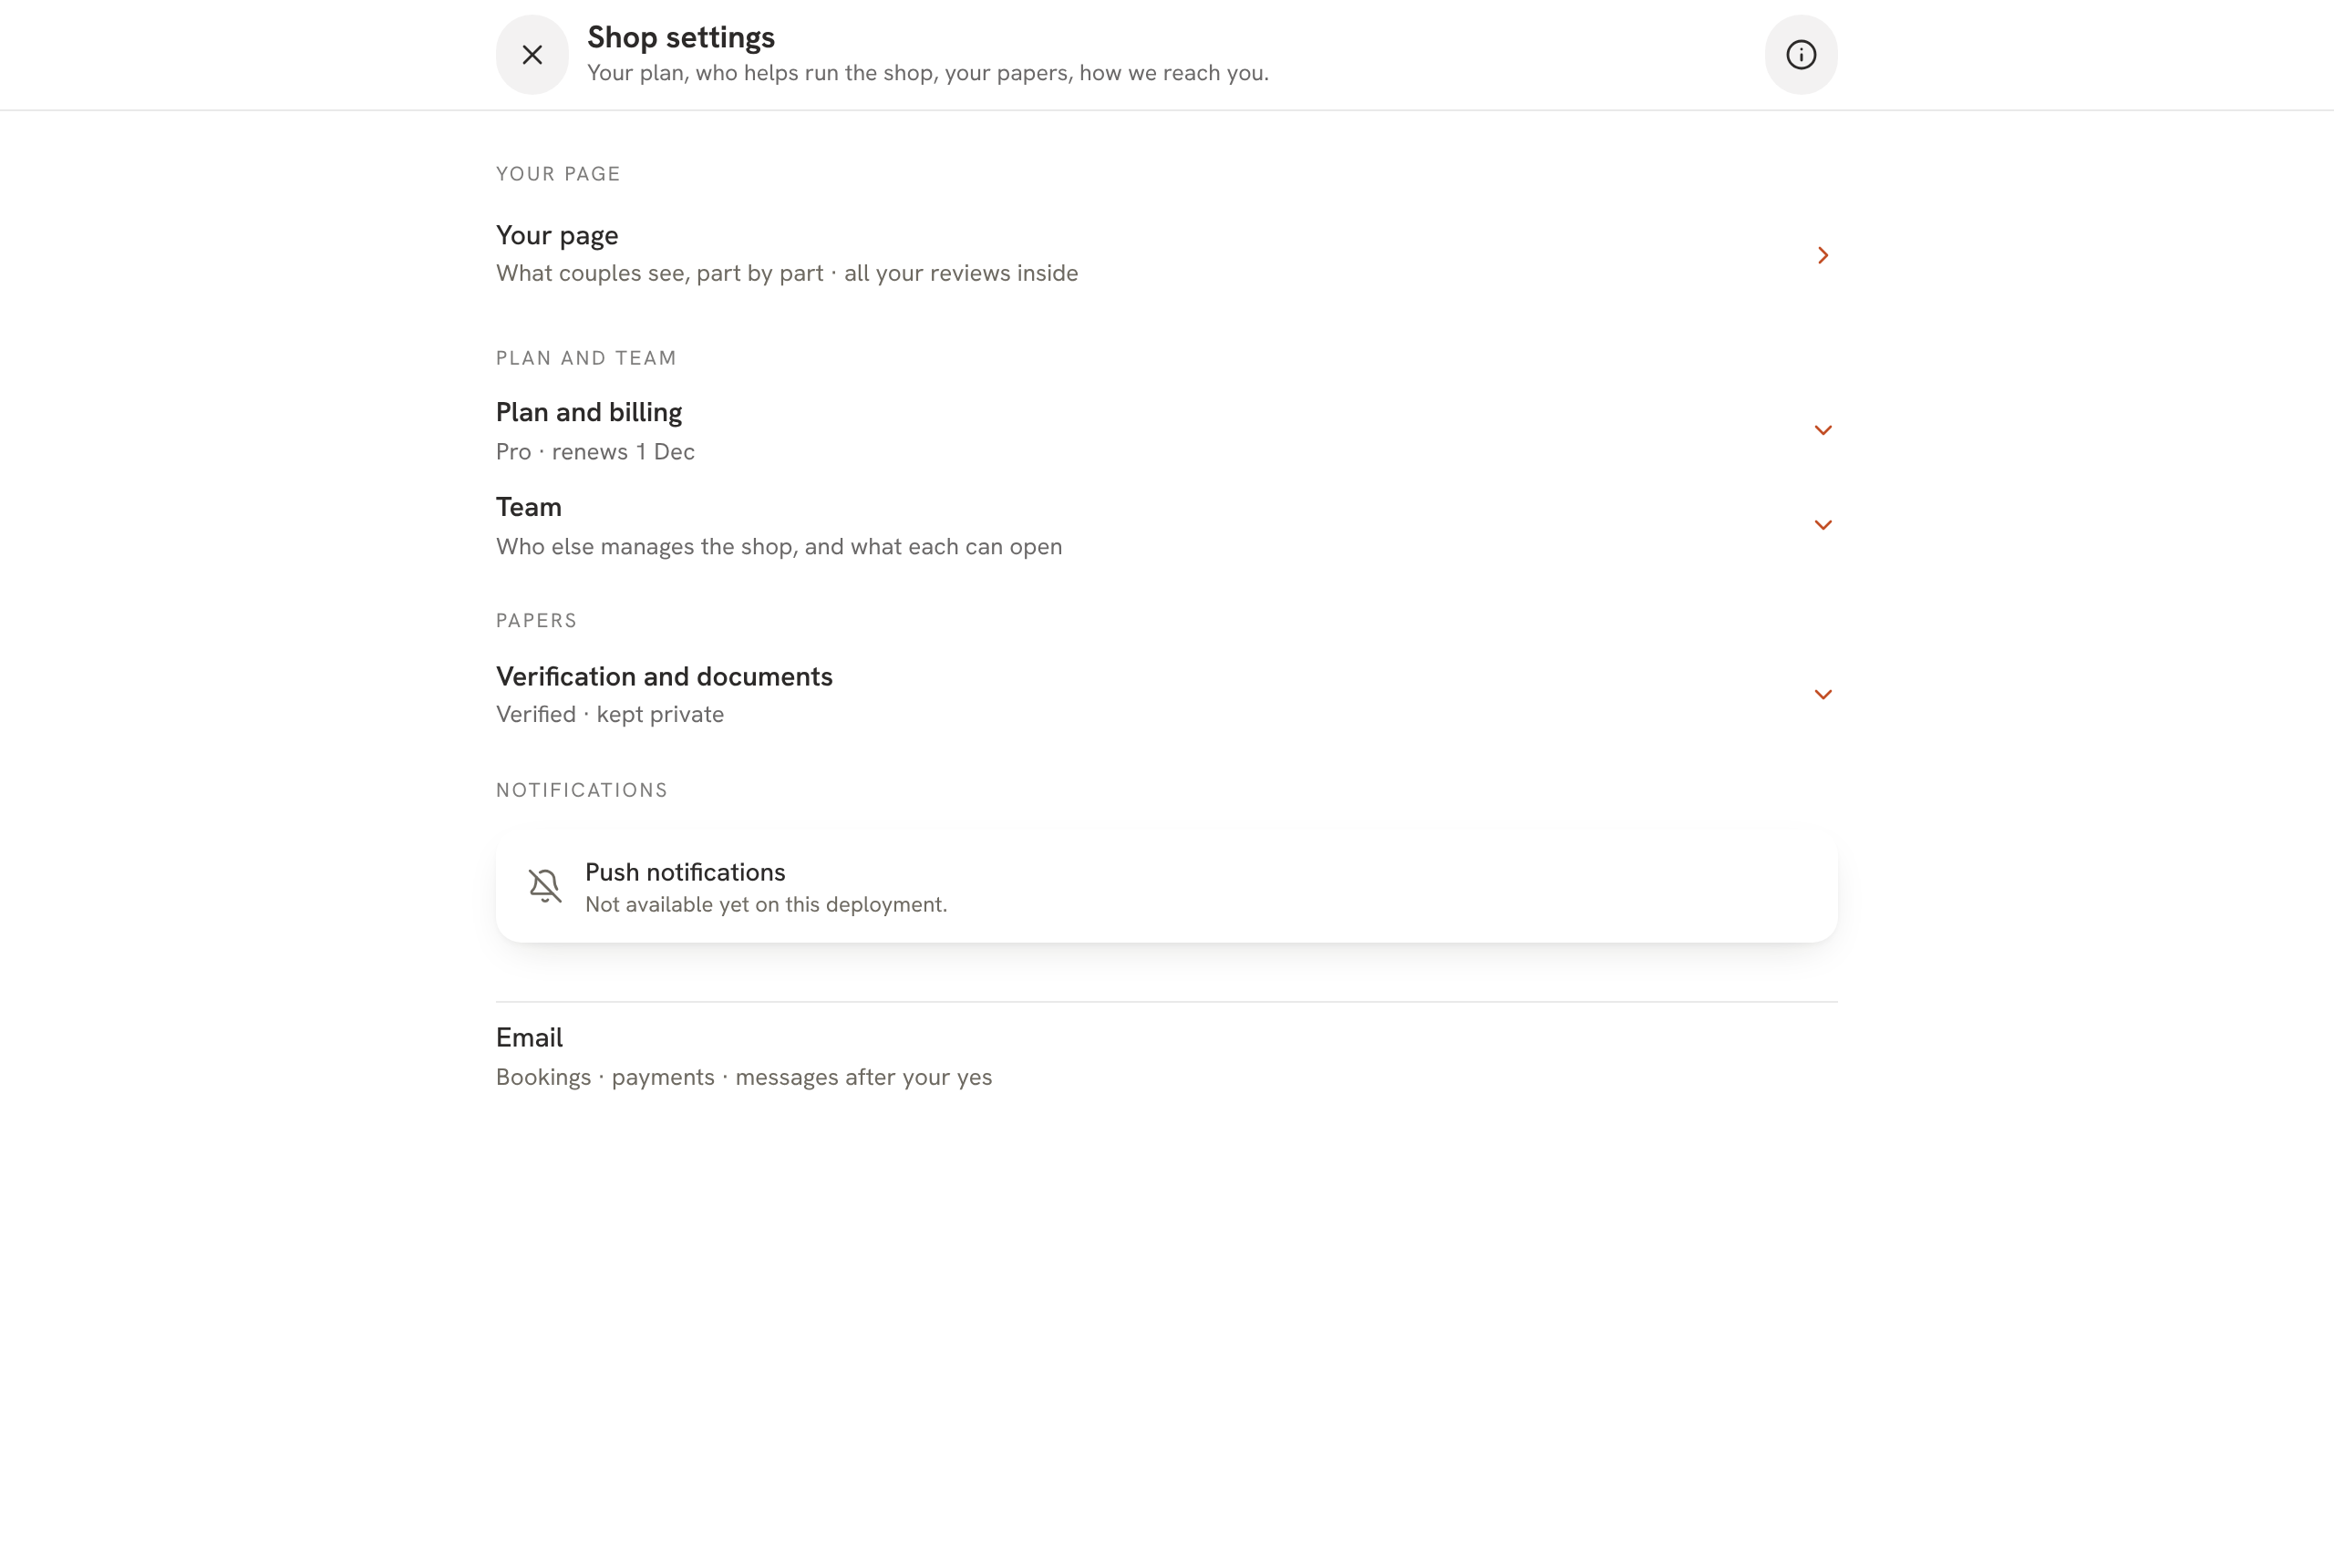 Shop settings
Your plan, who helps run the shop, your papers, how we reach you.
YOUR PAGE
Your page
What couples see, part by part · all your reviews inside
PLAN AND TEAM
Plan and billing
Pro · renews 1 Dec
Team
Who else manages the shop, and what each can open
PAPERS
Verification and documents
Verified · kept private
NOTIFICATIONS
Push notifications
Not available yet on this deployment.
Email
Bookings · payments · messages after your yes